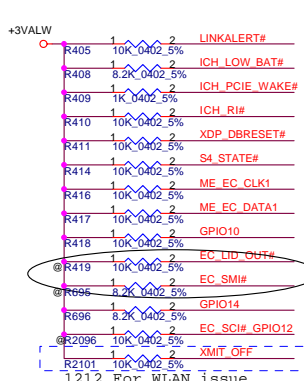 +3VALW
1 2 LINKALERT#
R405 10K_0402_5%
1 2 ICH_LOW_BAT#
R408 8.2K_0402_5%
1 2 ICH_PCIE_WAKE#
R409 1K_0402_5%
1 2 ICH_RI#
R410 10K_0402_5%
1 2 XDP_DBRESET#
R411 10K_0402_5%
1 2 S4_STATE#
R414 10K_0402_5%
1 2 ME_EC_CLK1
R416 10K_0402_5%
1 2 ME_EC_DATA1
R417 10K_0402_5%
1 2 GPIO10
R418 10K_0402_5%
1 2 EC_LID_OUT#
@R419 10K_0402_5%
1 2 EC_SMI#
@R695 8.2K_0402_5%
1 2 GPIO14
R696 8.2K_0402_5%
1 2 EC_SCI#_GPIO12
@R2096 10K_0402_5%
1 2 XMIT_OFF
R2101 10K_0402_5%
1212 For WLAN issue